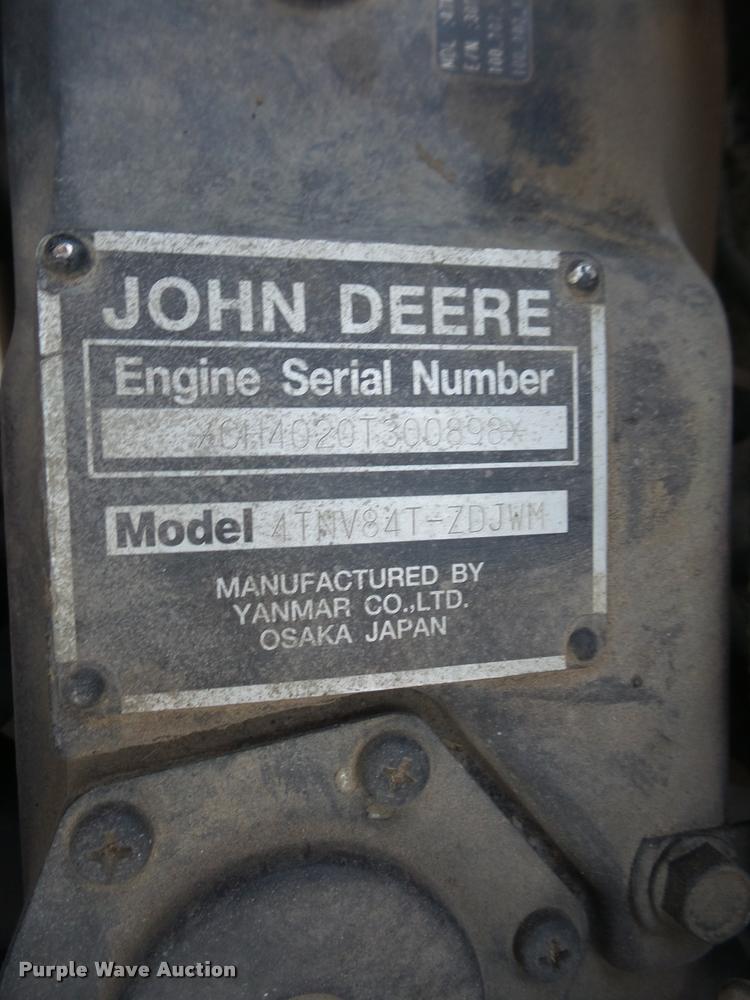 JOHN DEERE
Engine Serial Number
*CH4020T300898*
Model 4TNV84T-ZDJWM
MANUFACTURED BY
YANMAR CO.,LTD.
OSAKA JAPAN
Purple Wave Auction